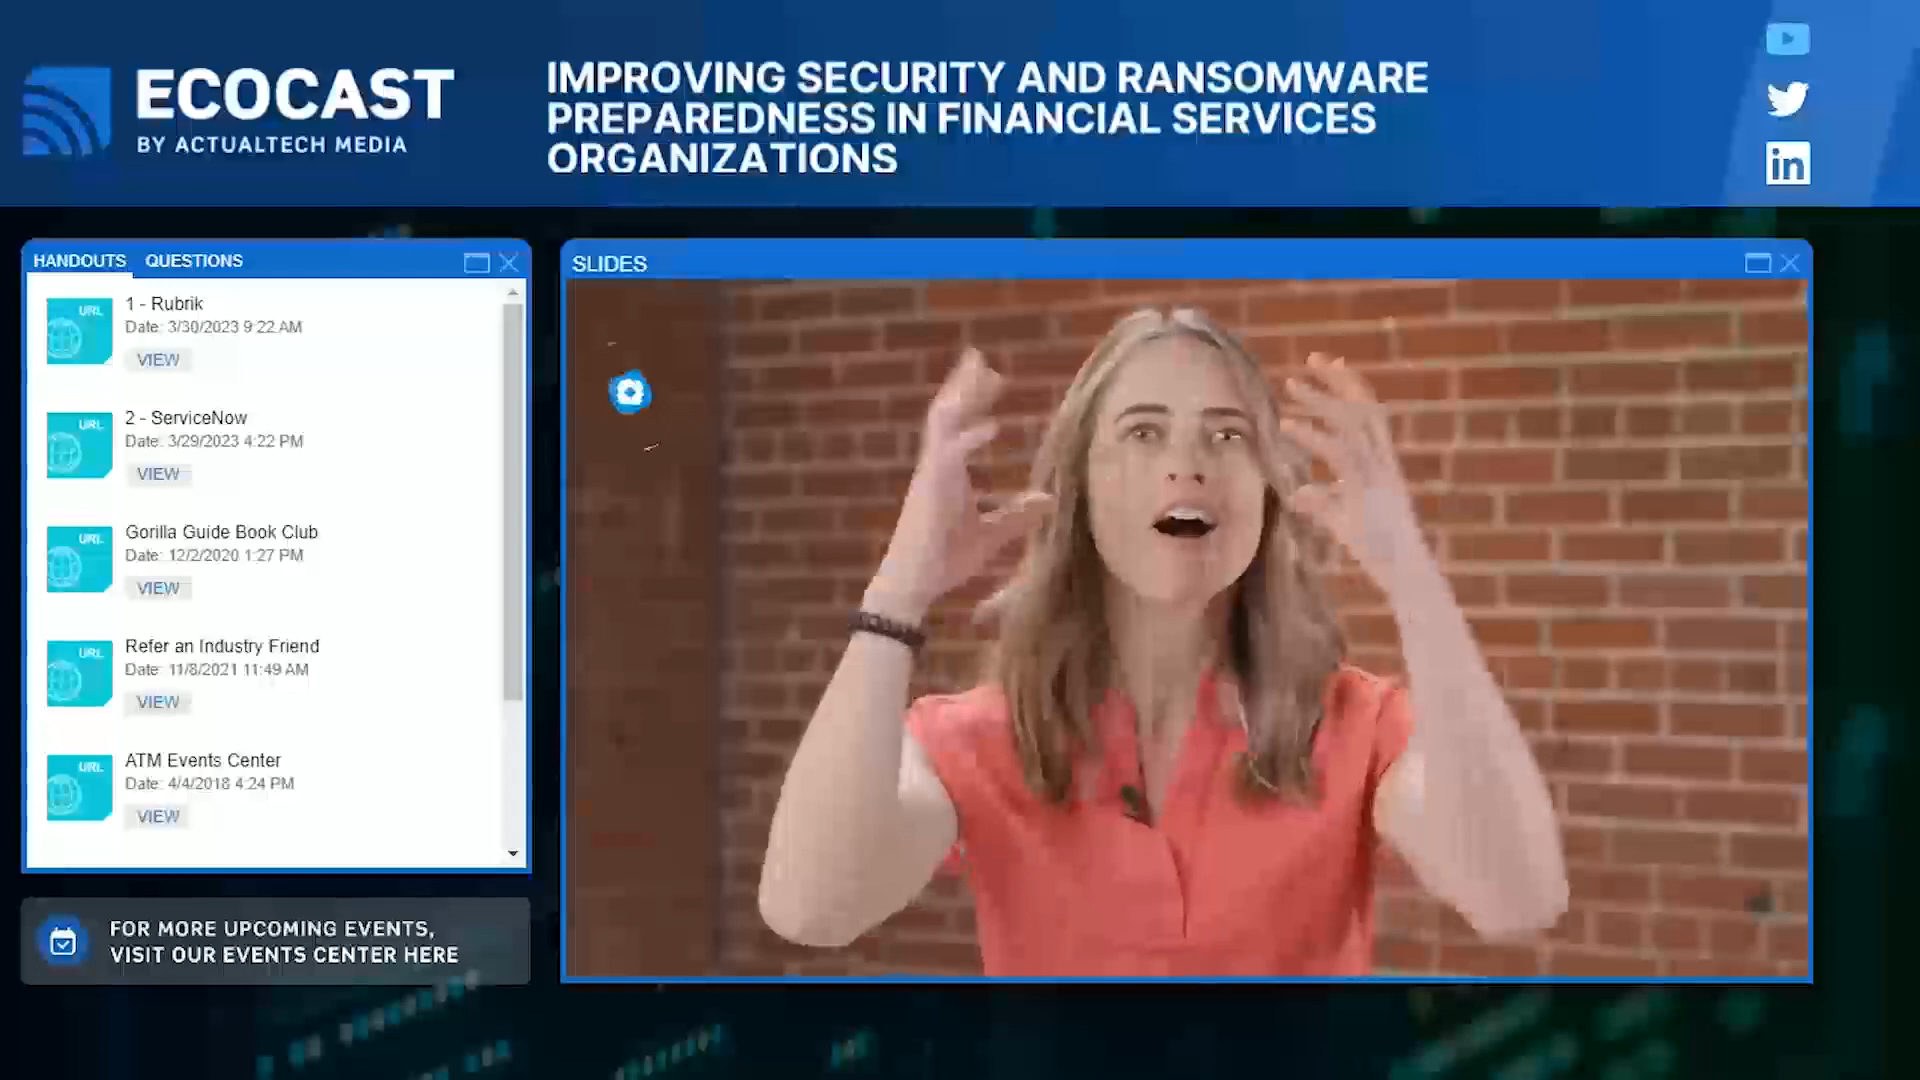 ECOCAST
BY ACTUALTECH MEDIA
IMPROVING SECURITY AND RANSOMWARE
PREPAREDNESS IN FINANCIAL SERVICES
ORGANIZATIONS
in
HANDOUTS QUESTIONS
URL
1 - Rubrik
Date: 3/30/2023 9:22 AM
VIEW
URL
2 - ServiceNow
Date: 3/29/2023 4:22 PM
VIEW
URL
Gorilla Guide Book Club
Date: 12/2/2020 1:27 PM
VIEW
URL
Refer an Industry Friend
Date: 11/8/2021 11:49 AM
VIEW
URL
ATM Events Center
Date: 4/4/2018 4:24 PM
VIEW
FOR MORE UPCOMING EVENTS,
VISIT OUR EVENTS CENTER HERE
SLIDES